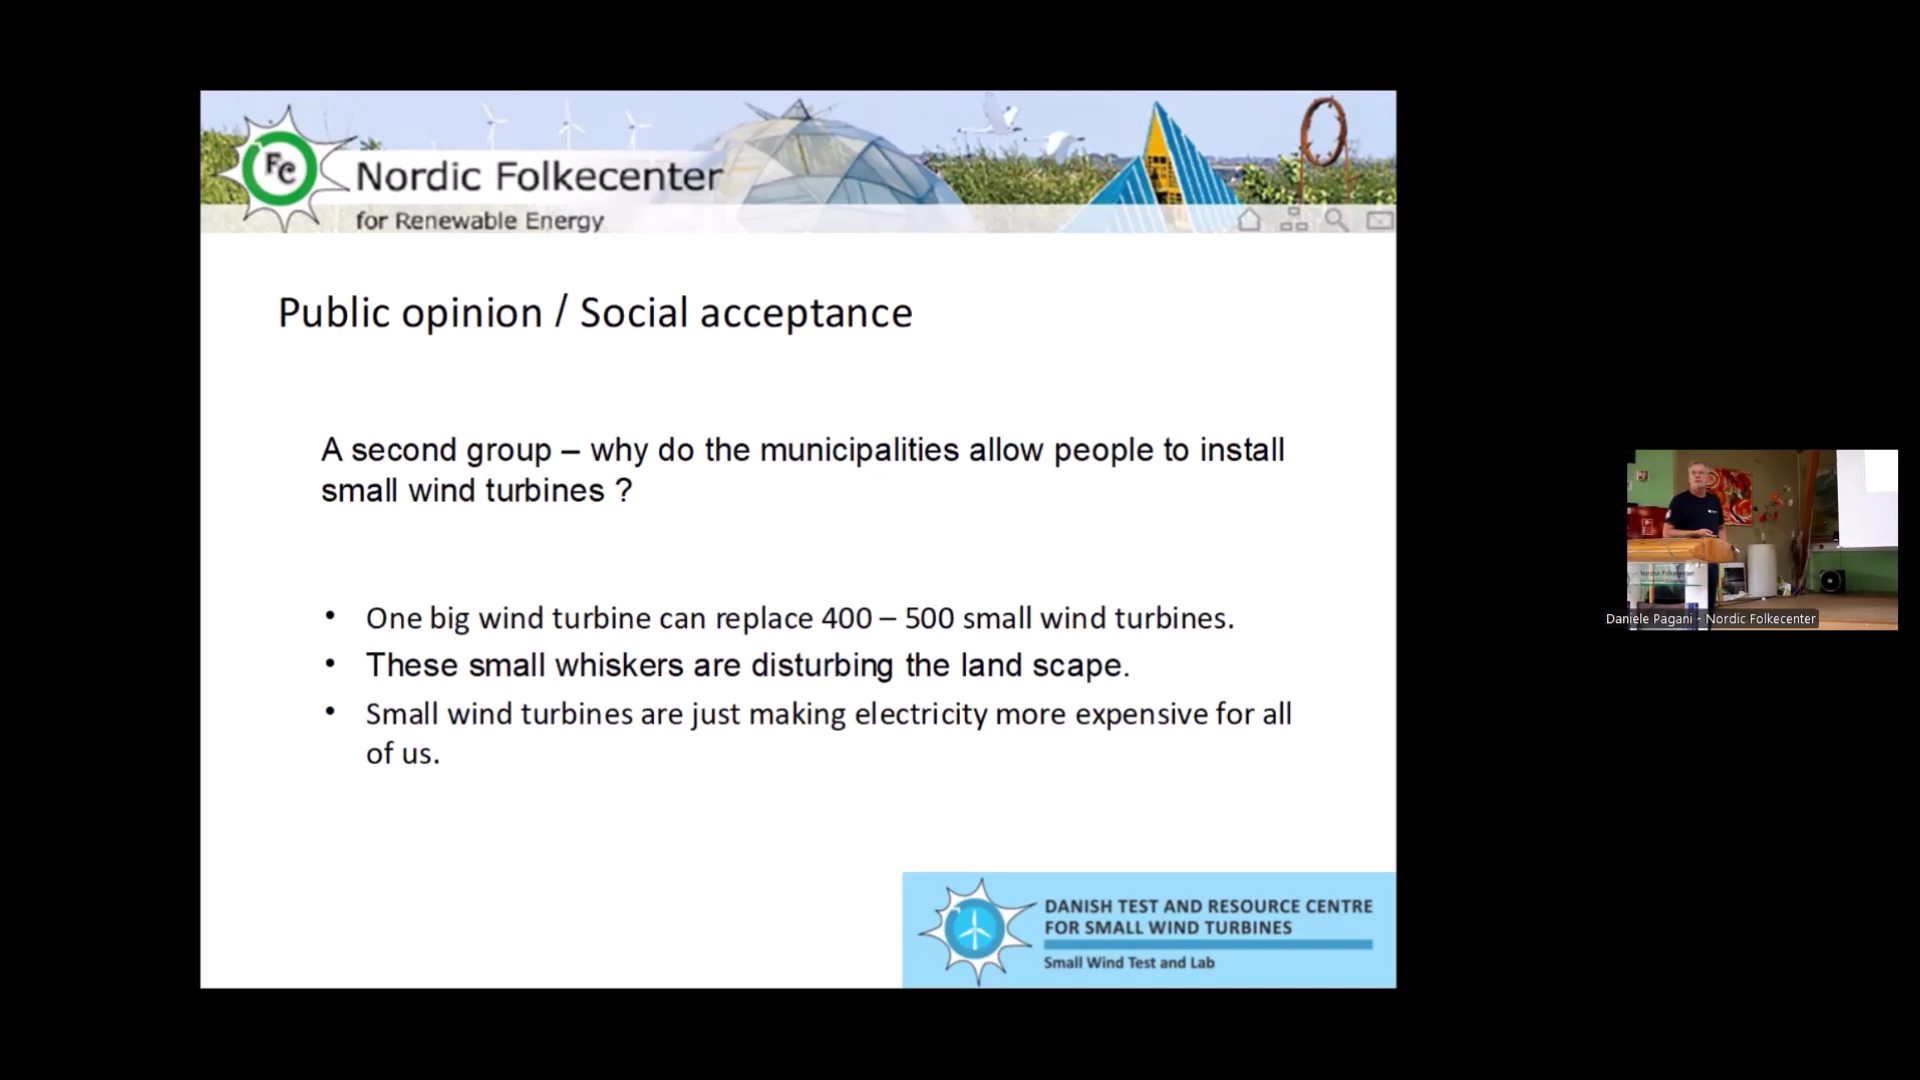 Fc
Nordic Folkecenter
for Renewable Energy
Public opinion / Social acceptance
A second group – why do the municipalities allow people to install
small wind turbines ?
• One big wind turbine can replace 400 – 500 small wind turbines.
• These small whiskers are disturbing the land scape.
• Small wind turbines are just making electricity more expensive for all
of us.
DANISH TEST AND RESOURCE CENTRE
FOR SMALL WIND TURBINES
Small Wind Test and Lab
Nordic Folkecenter
Daniele Pagani - Nordic Folkecenter